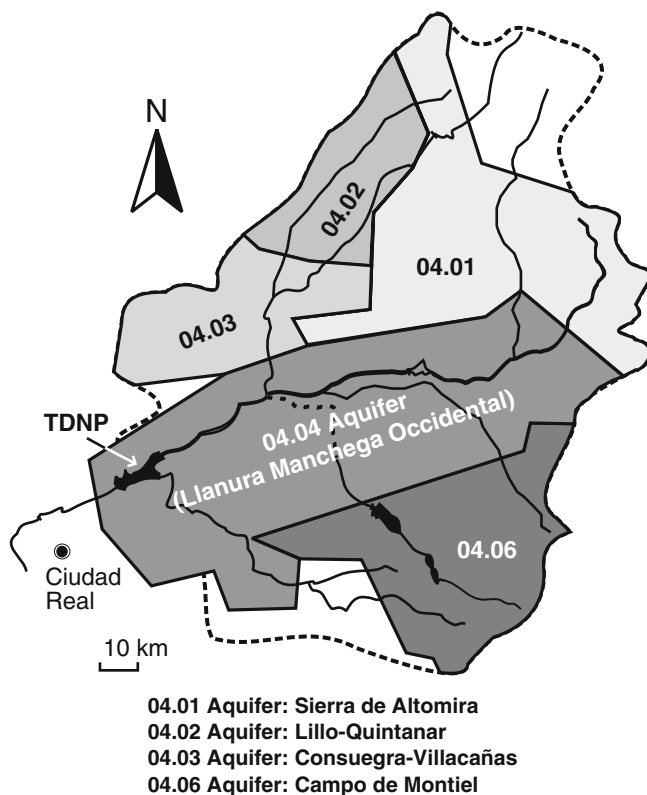 N
04.02
04.01
04.03
TDNP
04.04 Aquifer
(Llanura Manchega Occidental)
04.06
Ciudad
Real
10 km
04.01 Aquifer: Sierra de Altomira
04.02 Aquifer: Lillo-Quintanar
04.03 Aquifer: Consuegra-Villacañas
04.06 Aquifer: Campo de Montiel